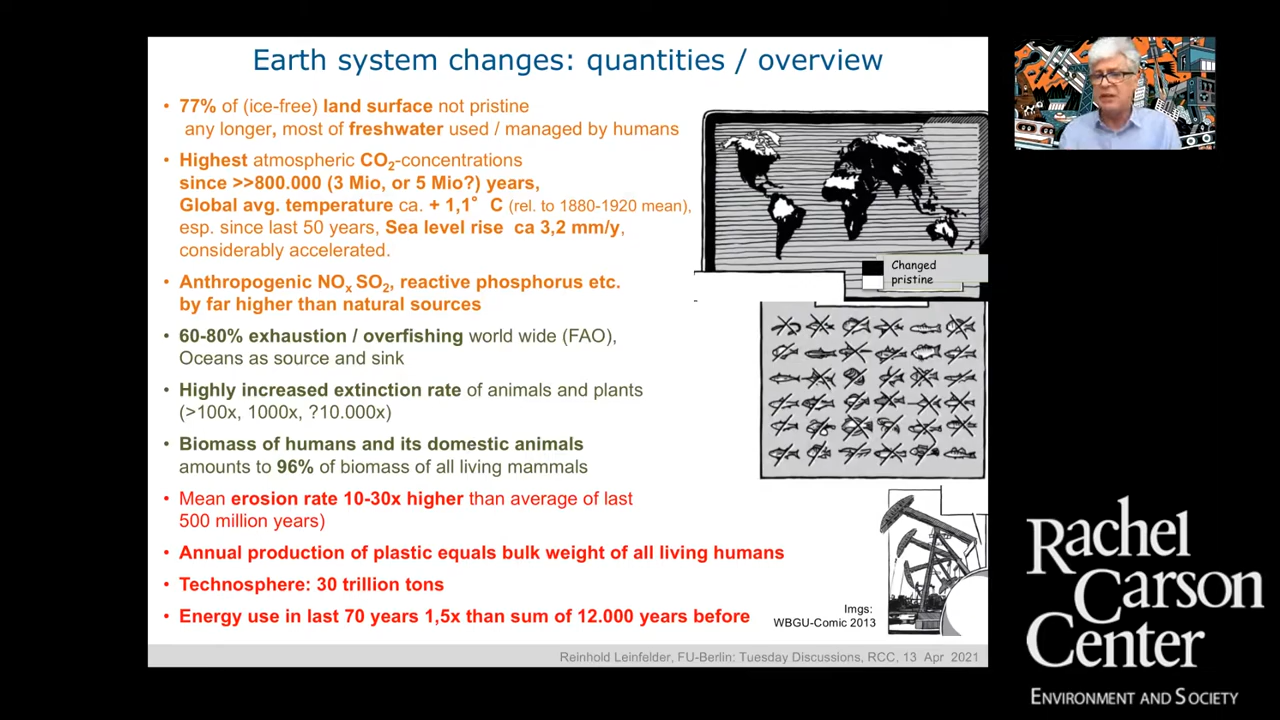 Earth system changes: quantities / overview
• 77% of (ice-free) land surface not pristine
any longer, most of freshwater used / managed by humans
• Highest atmospheric CO₂-concentrations
since >>800.000 (3 Mio, or 5 Mio?) years,
Global avg. temperature ca. + 1,1° C (rel. to 1880-1920 mean),
esp. since last 50 years, Sea level rise ca 3,2 mm/y,
considerably accelerated.
• Anthropogenic NOₓ SO₂, reactive phosphorus etc.
by far higher than natural sources
• 60-80% exhaustion / overfishing world wide (FAO),
Oceans as source and sink
• Highly increased extinction rate of animals and plants
(>100x, 1000x, ?10.000x)
• Biomass of humans and its domestic animals
amounts to 96% of biomass of all living mammals
• Mean erosion rate 10-30x higher than average of last
500 million years)
• Annual production of plastic equals bulk weight of all living humans
• Technosphere: 30 trillion tons
• Energy use in last 70 years 1,5x than sum of 12.000 years before
Changed
pristine
Imgs:
WBGU-Comic 2013
Reinhold Leinfelder, FU-Berlin: Tuesday Discussions, RCC, 13 Apr 2021
Rachel
Carson
Center
ENVIRONMENT AND SOCIETY